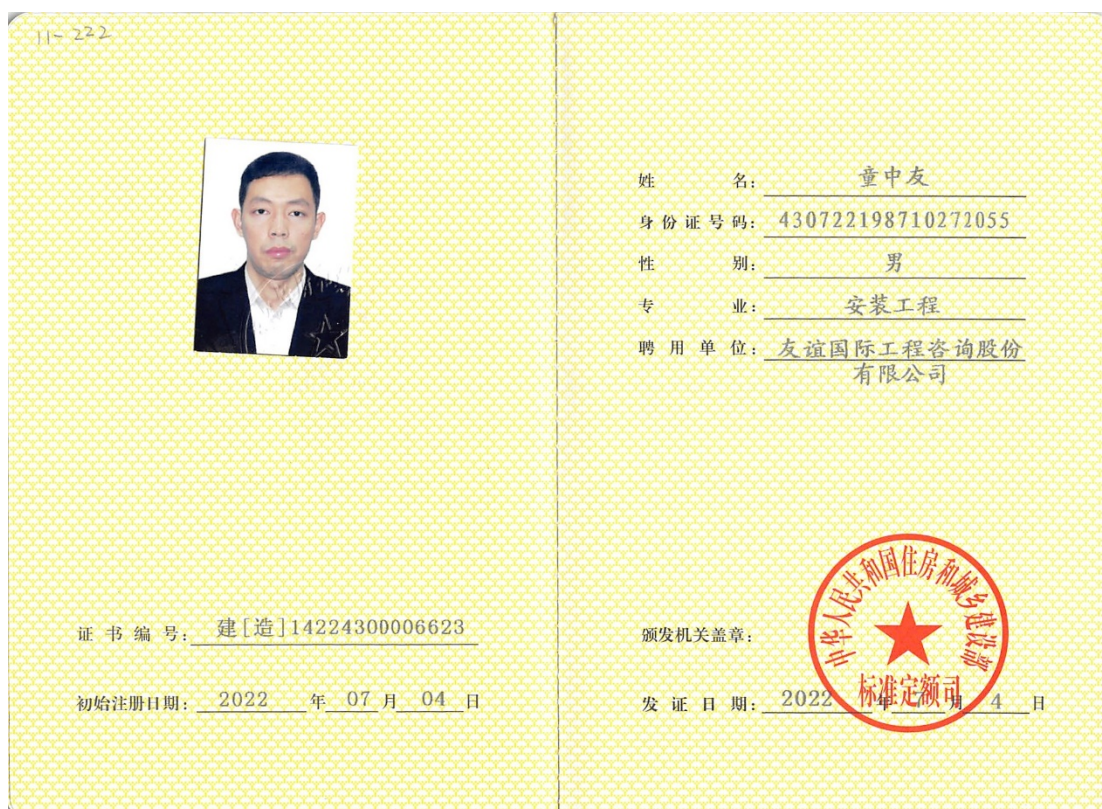 11-222
姓 名: 童中友
身份证号码: 430722198710272055
性 别: 男
专 业: 安装工程
聘用单位: 友谊国际工程咨询股份
有限公司
证书编号: 建[造]14224300006623
初始注册日期: 2022 年 07 月 04 日
颁发机关盖章:
中华人民共和国住房和城乡建设部
标准定额司
发证日期: 2022 年 7 月 4 日